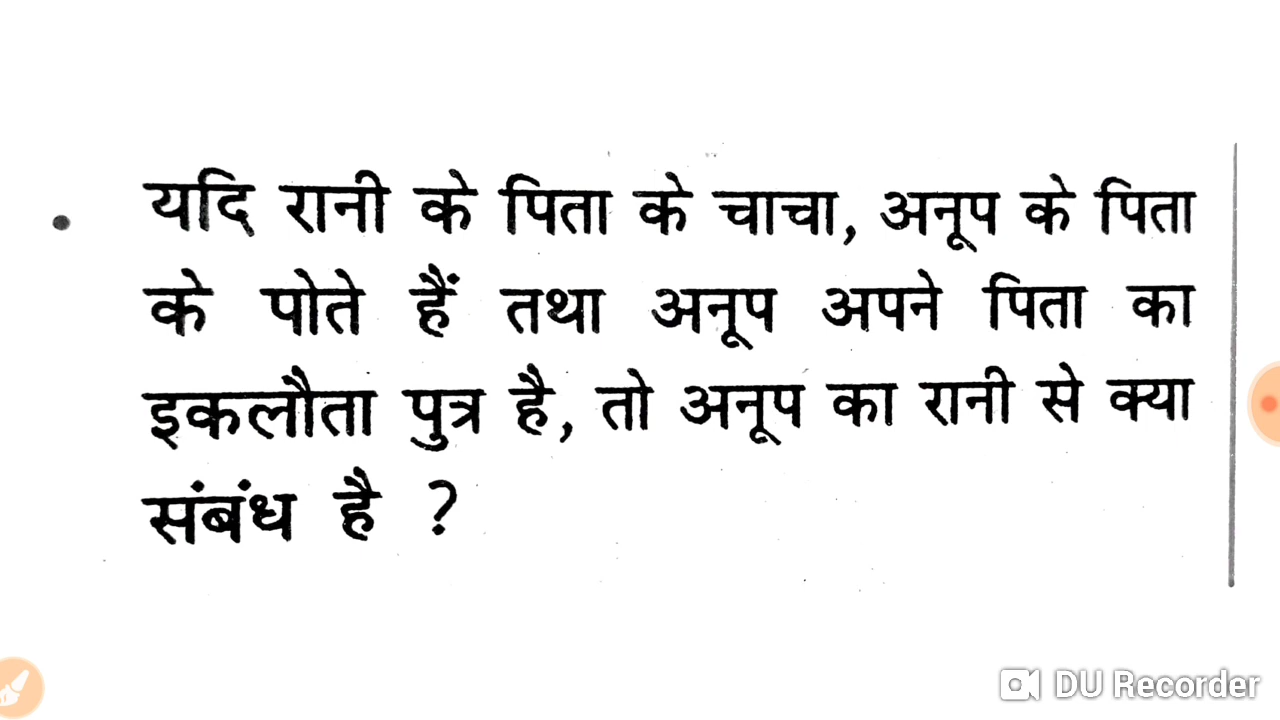 यदि रानी के पिता के चाचा, अनूप के पिता
के पोते हैं तथा अनूप अपने पिता का
इकलौता पुत्र है, तो अनूप का रानी से क्या
संबंध है ?
DU Recorder